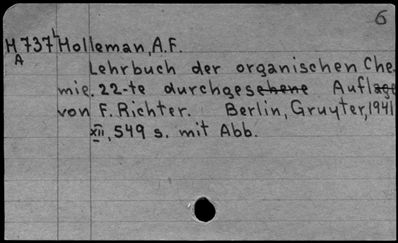 6
M 737 L Holleman, A.F.
A
Lehrbuch der organischen Che-
mie. 22-te durchgesehene Auflage
von F. Richter. Berlin, Gruyter, 1941
XII, 549 s. mit Abb.